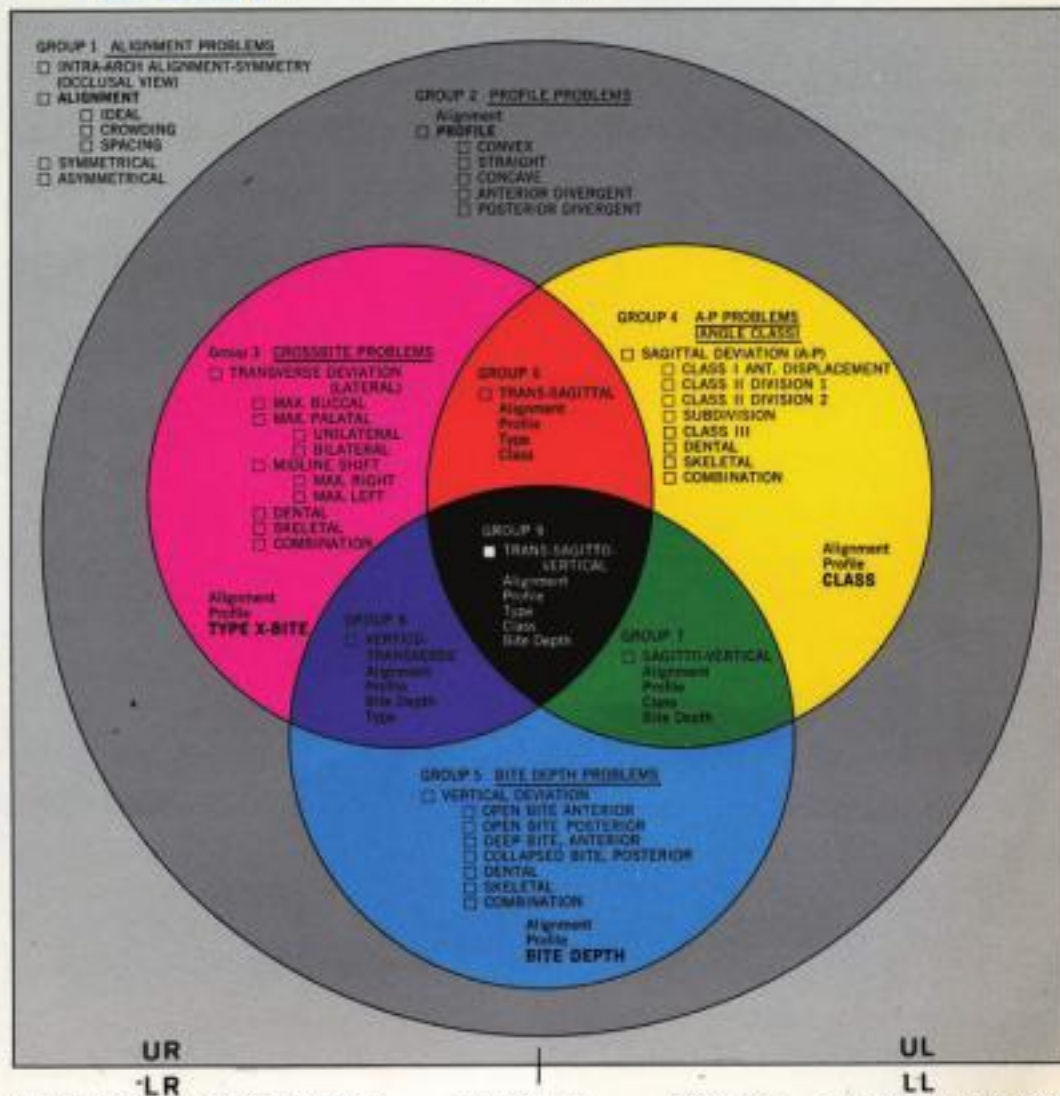 GROUP 1 ALIGNMENT PROBLEMS
□ INTRA-ARCH ALIGNMENT-SYMMETRY
(OCCLUSAL VIEW)
□ ALIGNMENT
□ IDEAL
□ CROWDING
□ SPACING
□ SYMMETRICAL
□ ASYMMETRICAL
GROUP 2 PROFILE PROBLEMS
Alignment
□ PROFILE
□ CONVEX
□ STRAIGHT
□ CONCAVE
□ ANTERIOR DIVERGENT
□ POSTERIOR DIVERGENT
Group 3 CROSSBITE PROBLEMS
□ TRANSVERSE DEVIATION
(LATERAL)
□ MAX. BUCCAL
□ MAX. PALATAL
□ UNILATERAL
□ BILATERAL
□ MIDLINE SHIFT
□ MAX. RIGHT
□ MAX. LEFT
□ DENTAL
□ SKELETAL
□ COMBINATION
Alignment
Profile
TYPE X-BITE
GROUP 6
□ TRANS-SAGITTAL
Alignment
Profile
Type
Class
GROUP 4 A-P PROBLEMS
(ANGLE CLASS)
□ SAGITTAL DEVIATION (A-P)
□ CLASS I ANT. DISPLACEMENT
□ CLASS II DIVISION 1
□ CLASS II DIVISION 2
□ SUBDIVISION
□ CLASS III
□ DENTAL
□ SKELETAL
□ COMBINATION
Alignment
Profile
CLASS
GROUP 9
□ TRANS-SAGITTO-
VERTICAL
Alignment
Profile
Type
Class
Bite Depth
GROUP 8
□ VERTICO-
TRANSVERSE
Alignment
Profile
Bite Depth
Type
GROUP 7
□ SAGITTO-VERTICAL
Alignment
Profile
Class
Bite Depth
GROUP 5 BITE DEPTH PROBLEMS
□ VERTICAL DEVIATION
□ OPEN BITE ANTERIOR
□ OPEN BITE POSTERIOR
□ DEEP BITE, ANTERIOR
□ COLLAPSED BITE, POSTERIOR
□ DENTAL
□ SKELETAL
□ COMBINATION
Alignment
Profile
BITE DEPTH
UR
UL
LR
LL